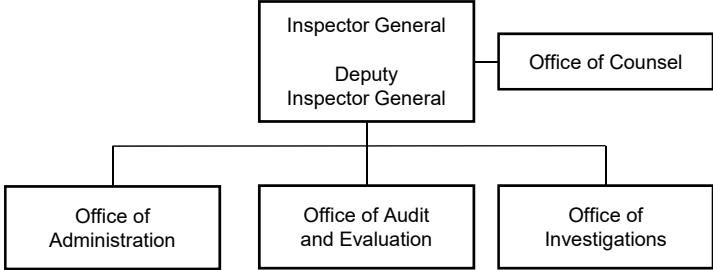 Inspector General
Deputy
Inspector General
Office of Counsel
Office of
Administration
Office of Audit
and Evaluation
Office of
Investigations